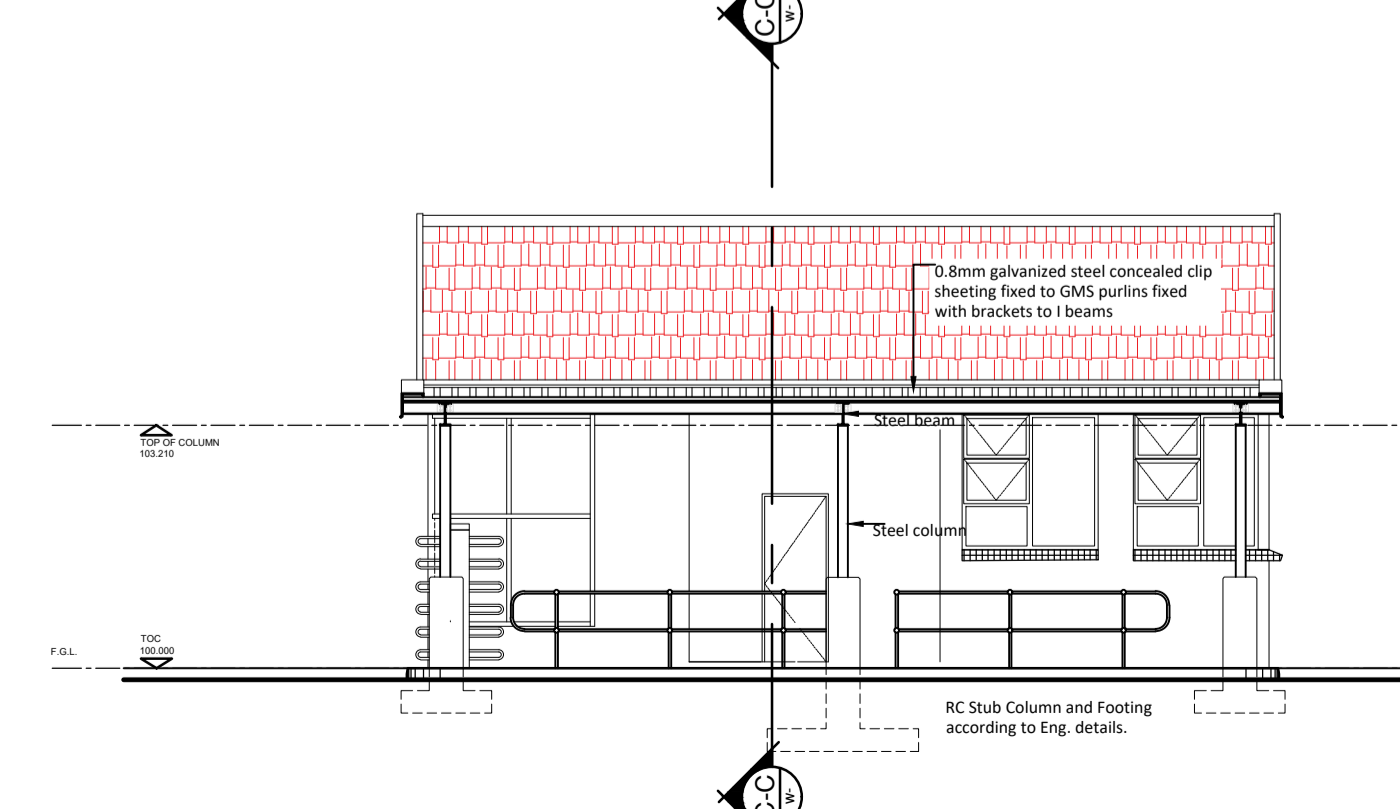 C-C
W-
0.8mm galvanized steel concealed clip
sheeting fixed to GMS purlins fixed
with brackets to I beams
Steel beam
TOP OF COLUMN
103.210
Steel column
TOC
F.G.L.
100.000
RC Stub Column and Footing
according to Eng. details.
C-C
W-